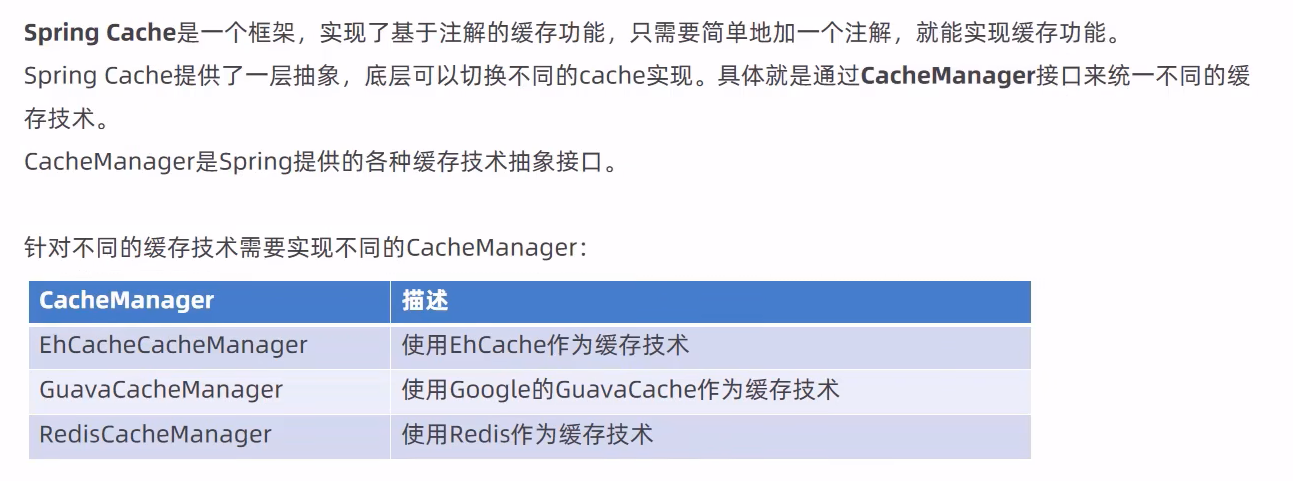 Spring Cache是一个框架，实现了基于注解的缓存功能，只需要简单地加一个注解，就能实现缓存功能。
Spring Cache提供了一层抽象，底层可以切换不同的cache实现。具体就是通过CacheManager接口来统一不同的缓
存技术。
CacheManager是Spring提供的各种缓存技术抽象接口。
针对不同的缓存技术需要实现不同的CacheManager：
CacheManager 描述
EhCacheCacheManager 使用EhCache作为缓存技术
GuavaCacheManager 使用Google的GuavaCache作为缓存技术
RedisCacheManager 使用Redis作为缓存技术